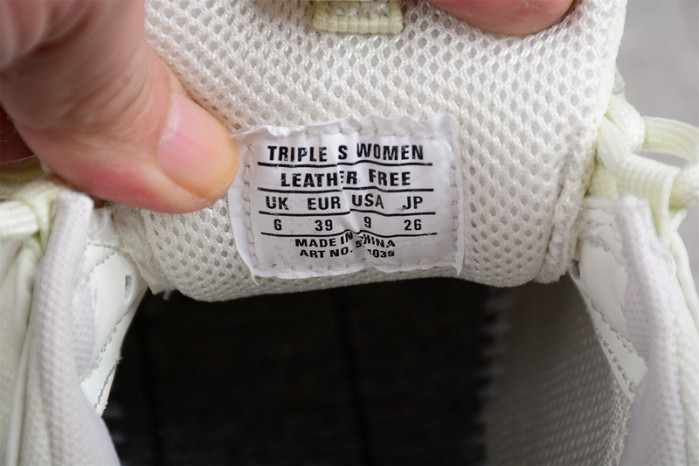 TRIPLE S WOMEN
LEATHER FREE
UK EUR USA JP
6 39 9 26
MADE IN CHINA
ART NO.